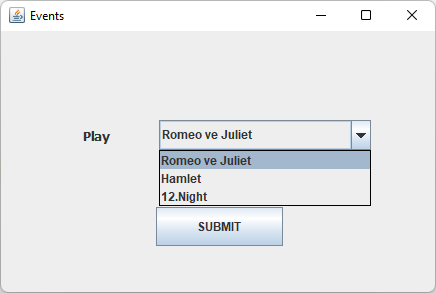 Events
Play
Romeo ve Juliet
Romeo ve Juliet
Hamlet
12.Night
SUBMIT